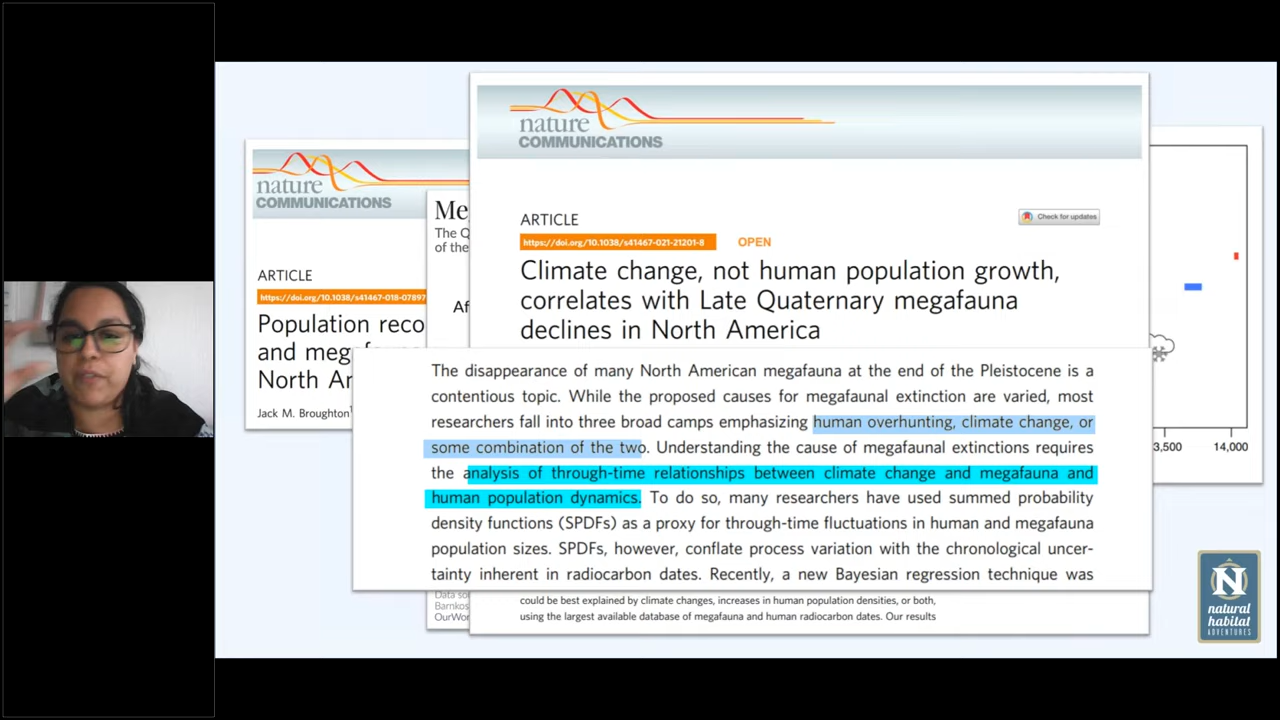 nature
COMMUNICATIONS
ARTICLE
https://doi.org/10.1038/s41467-018-07897
Population reco
and meg
North Ar
Jack M. Broughton
Me
The Q
of the
Af
Data so
Barnkos
OurWo
nature
COMMUNICATIONS
ARTICLE
Check for updates
https://doi.org/10.1038/s41467-021-21201-8 OPEN
Climate change, not human population growth,
correlates with Late Quaternary megafauna
declines in North America
The disappearance of many North American megafauna at the end of the Pleistocene is a
contentious topic. While the proposed causes for megafaunal extinction are varied, most
researchers fall into three broad camps emphasizing human overhunting, climate change, or
some combination of the two. Understanding the cause of megafaunal extinctions requires
the analysis of through-time relationships between climate change and megafauna and
human population dynamics. To do so, many researchers have used summed probability
density functions (SPDFs) as a proxy for through-time fluctuations in human and megafauna
population sizes. SPDFs, however, conflate process variation with the chronological uncer-
tainty inherent in radiocarbon dates. Recently, a new Bayesian regression technique was
could be best explained by climate changes, increases in human population densities, or both,
using the largest available database of megafauna and human radiocarbon dates. Our results
3,500 14,000
N
natural
habitat
ADVENTURES